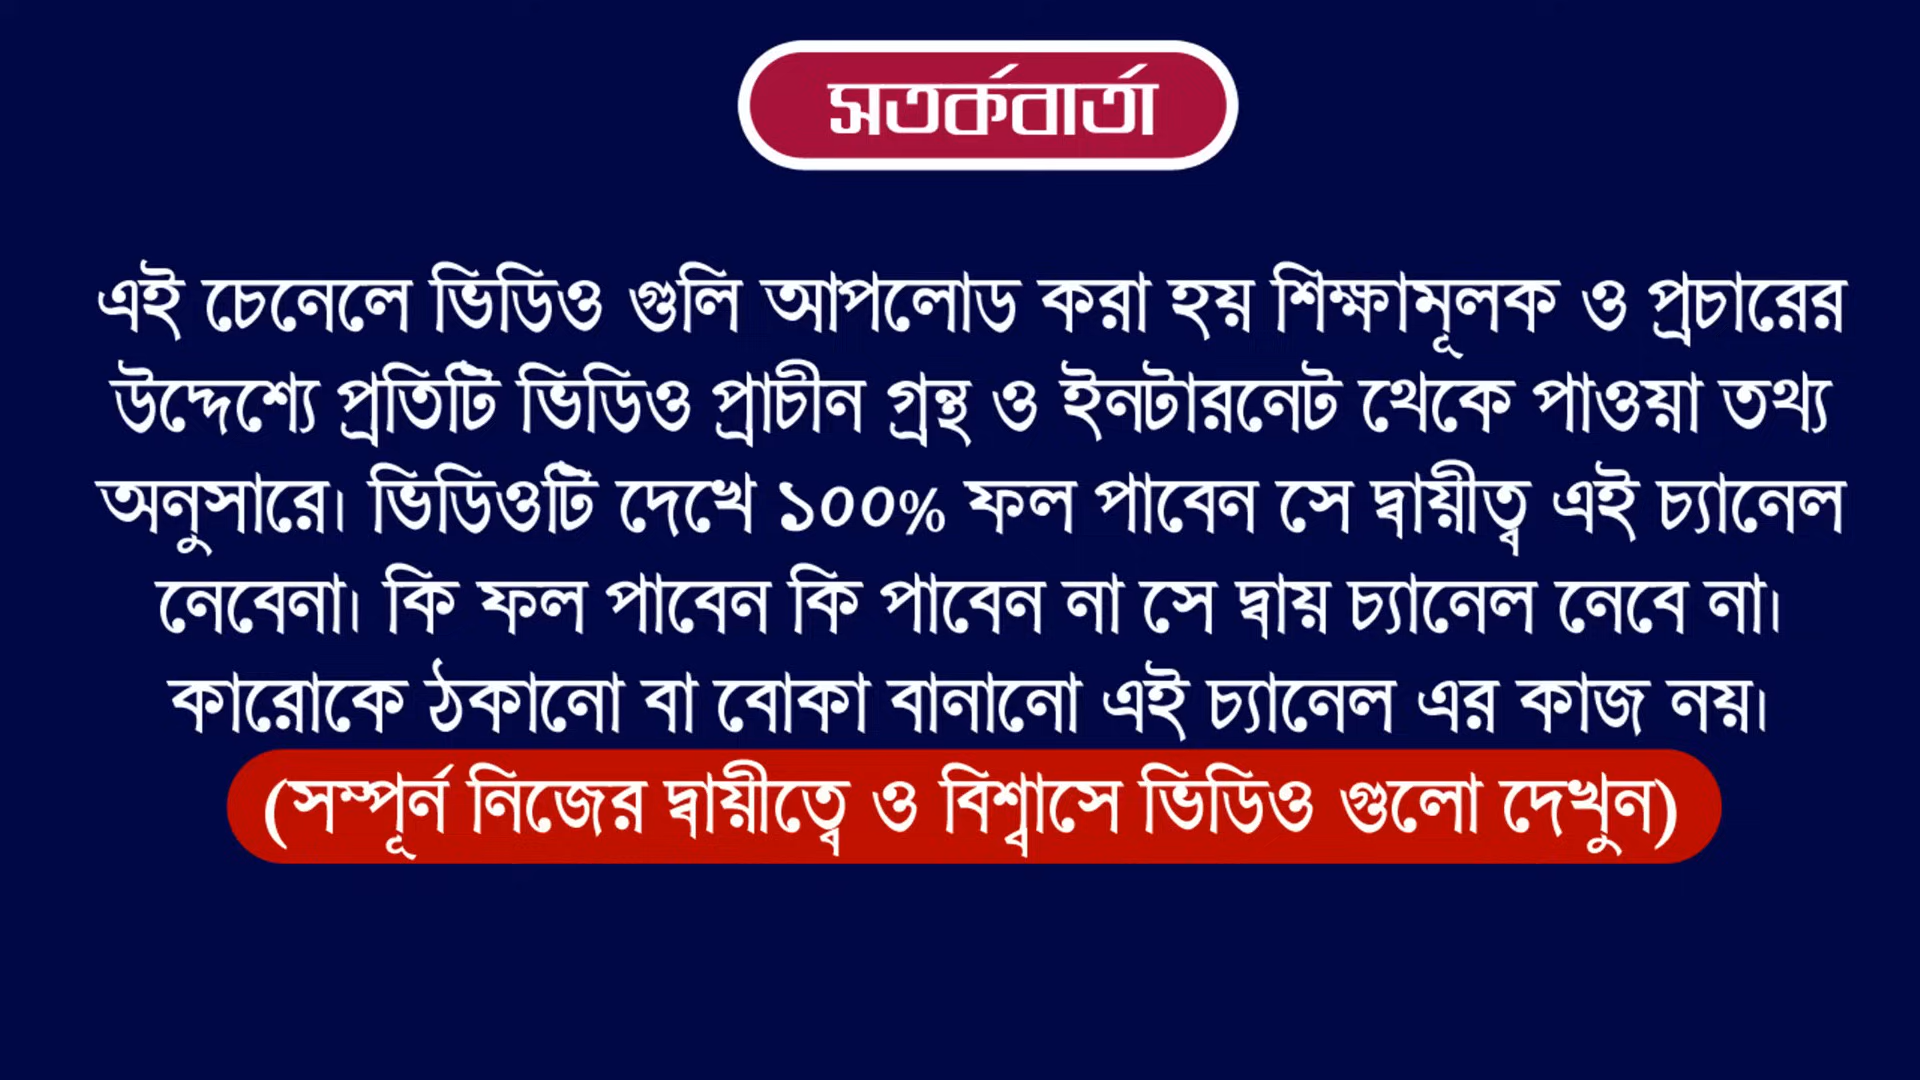 সতর্কবার্তা
এই চেনেলে ভিডিও গুলি আপলোড করা হয় শিক্ষামূলক ও প্রচারের
উদ্দেশ্যে প্রতিটি ভিডিও প্রাচীন গ্রন্থ ও ইনটারনেট থেকে পাওয়া তথ্য
অনুসারে। ভিডিওটি দেখে ১০০% ফল পাবেন সে দ্বায়ীত্ব এই চ্যানেল
নেবেনা। কি ফল পাবেন কি পাবেন না সে দ্বায় চ্যানেল নেবে না।
কারোকে ঠকানো বা বোকা বানানো এই চ্যানেল এর কাজ নয়।
(সম্পূর্ন নিজের দ্বায়ীত্বে ও বিশ্বাসে ভিডিও গুলো দেখুন)